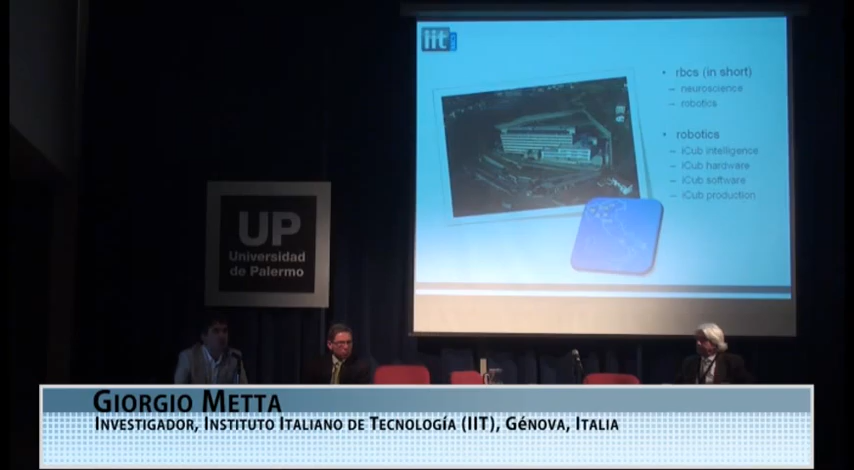 iit
• rbcs (in short)
– neuroscience
– robotics
• robotics
– iCub intelligence
– iCub hardware
– iCub software
– iCub production
UP
Universidad
de Palermo
GIORGIO METTA
INVESTIGADOR, INSTITUTO ITALIANO DE TECNOLOGÍA (IIT), GÉNOVA, ITALIA